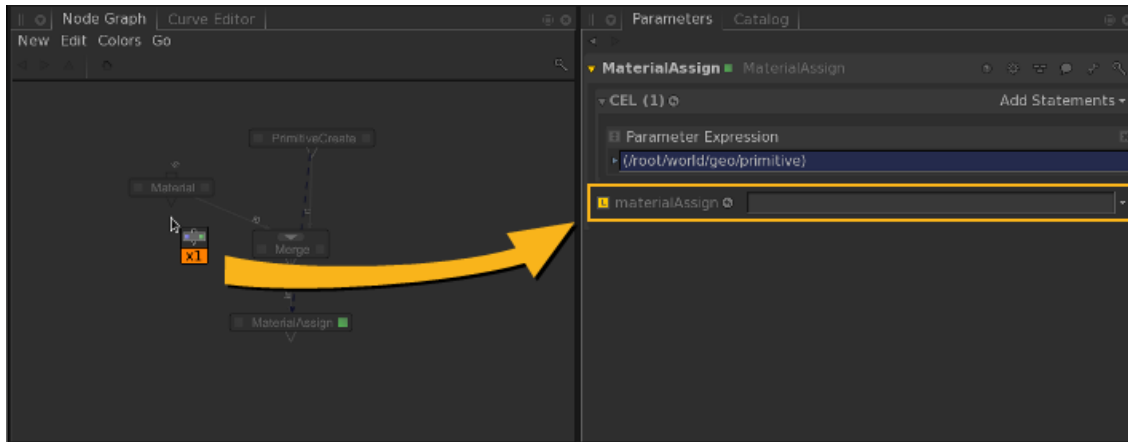 Node Graph Curve Editor
New Edit Colors Go
PrimitiveCreate
Material
x1
Merge
MaterialAssign
Parameters Catalog
MaterialAssign MaterialAssign
CEL (1) Add Statements
Parameter Expression
(/root/world/geo/primitive)
L materialAssign